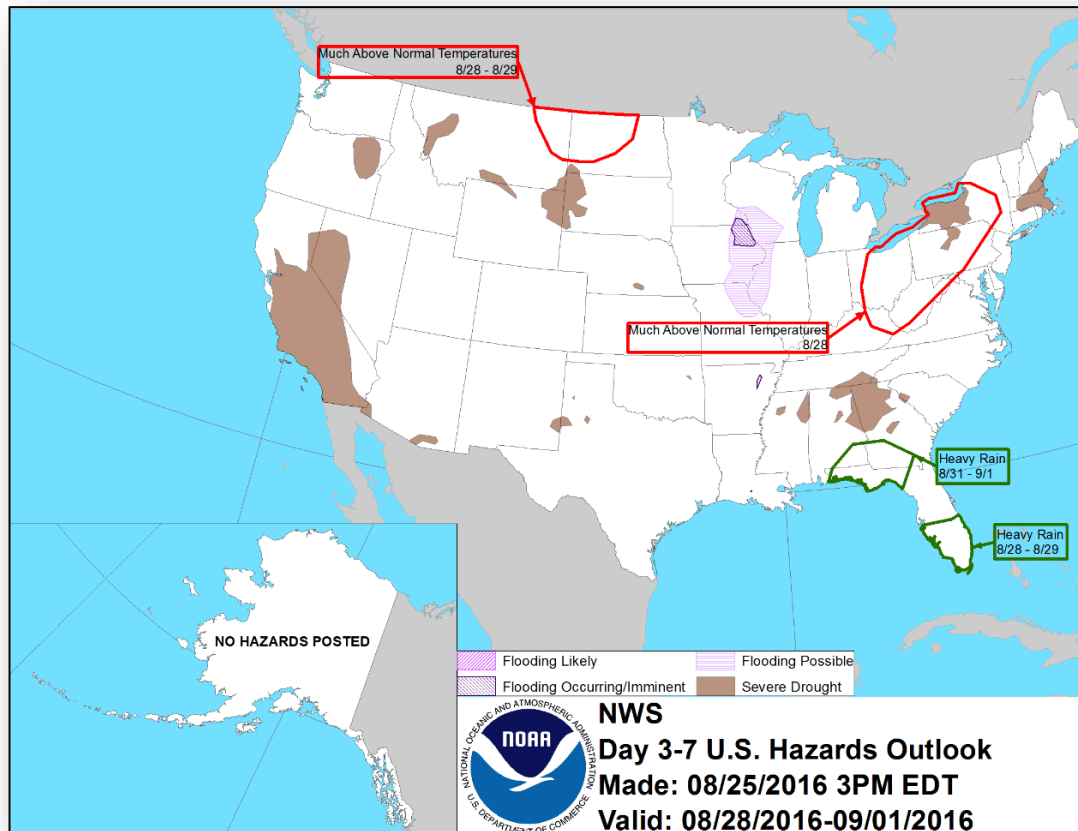 Much Above Normal Temperatures
8/28 - 8/29
Much Above Normal Temperatures
8/28
Heavy Rain
8/31 - 9/1
Heavy Rain
8/28 - 8/29
NO HAZARDS POSTED
Flooding Likely
Flooding Possible
Flooding Occurring/Imminent
Severe Drought
NATIONAL OCEANIC AND ATMOSPHERIC ADMINISTRATION
NOAA
U.S. DEPARTMENT OF COMMERCE
NWS
Day 3-7 U.S. Hazards Outlook
Made: 08/25/2016 3PM EDT
Valid: 08/28/2016-09/01/2016